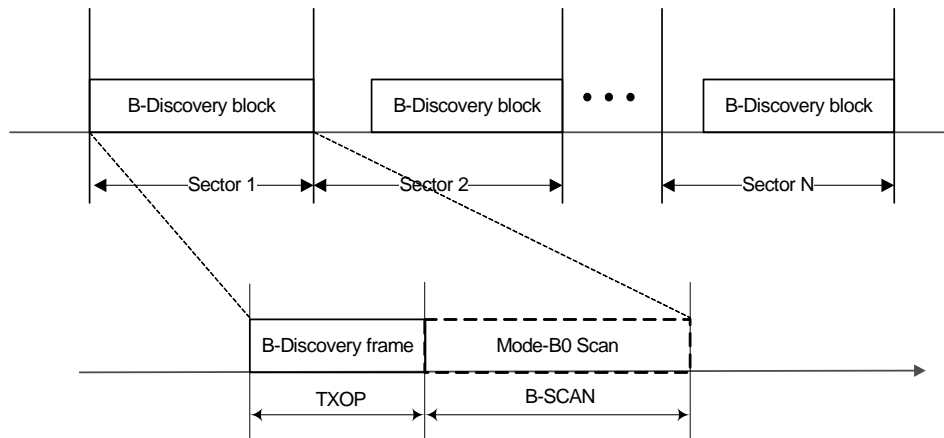 B-Discovery block
B-Discovery block
B-Discovery block
Sector 1
Sector 2
Sector N
B-Discovery frame
Mode-B0 Scan
TXOP
B-SCAN